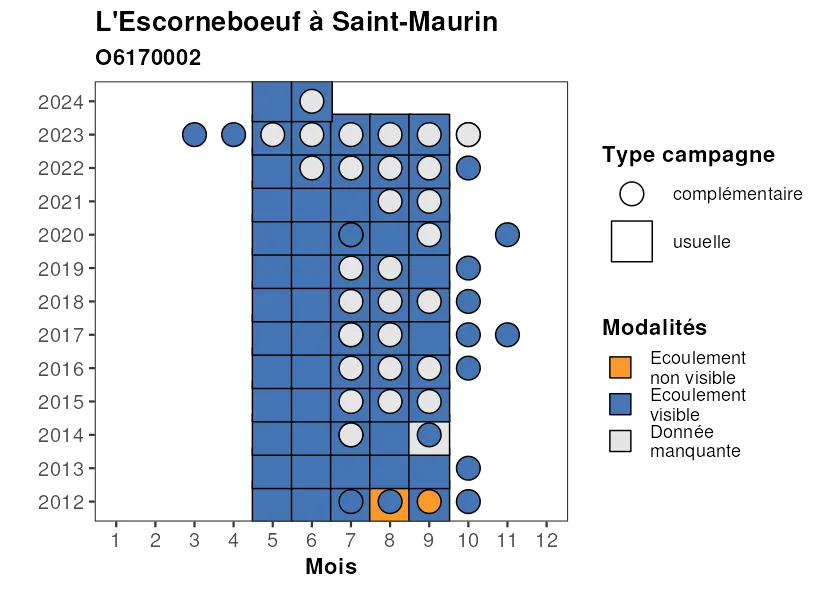 L'Escorneboeuf à Saint-Maurin
O6170002
2024
2023
2022
2021
2020
2019
2018
2017
2016
2015
2014
2013
2012
1 2 3 4 5 6 7 8 9 10 11 12
Mois
Type campagne
complémentaire
usuelle
Modalités
Ecoulement
non visible
Ecoulement
visible
Donnée
manquante